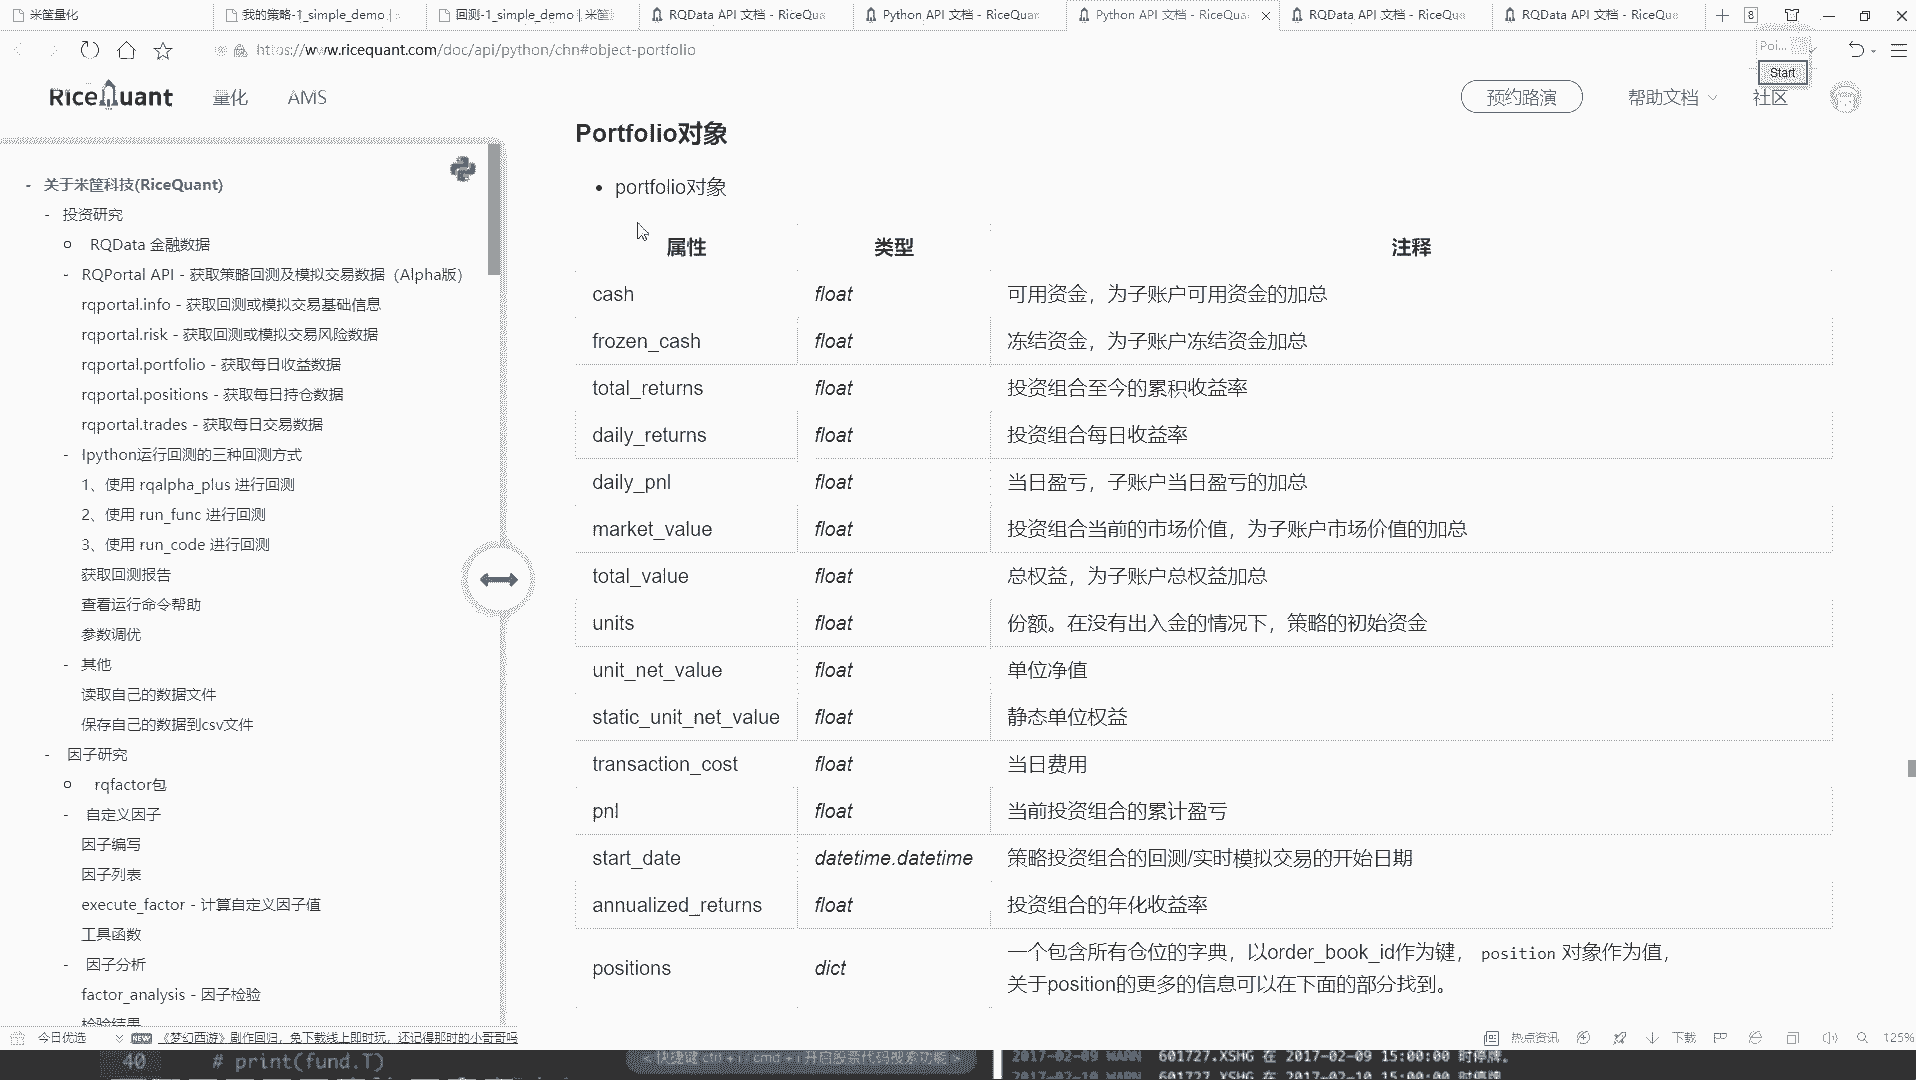 米筐量化
我的策略-1_simple_demo |
回测-1_simple_demo | 米筐
RQData API 文档 - RiceQua
Python API 文档 - RiceQuan
Python API 文档 - RiceQua
RQData API 文档 - RiceQua
RQData API 文档 - RiceQue
8
https://www.ricequant.com/doc/api/python/chn#object-portfolio
Poi...
Start
RiceQuant
量化
AMS
预约路演
帮助文档
社区
- 关于米筐科技(RiceQuant)
- 投资研究
RQData 金融数据
- RQPortal API - 获取策略回测及模拟交易数据（Alpha版）
rqportal.info - 获取回测或模拟交易基础信息
rqportal.risk - 获取回测或模拟交易风险数据
rqportal.portfolio - 获取每日收益数据
rqportal.positions - 获取每日持仓数据
rqportal.trades - 获取每日交易数据
- Ipython运行回测的三种回测方式
1、使用 rqalpha_plus 进行回测
2、使用 run_func 进行回测
3、使用 run_code 进行回测
获取回测报告
查看运行命令帮助
参数调优
- 其他
读取自己的数据文件
保存自己的数据到csv文件
- 因子研究
rqfactor包
- 自定义因子
因子编写
因子列表
execute_factor - 计算自定义因子值
工具函数
- 因子分析
factor_analysis - 因子检验
检验结果
Portfolio对象
• portfolio对象
属性 类型 注释
cash float 可用资金，为子账户可用资金的加总
frozen_cash float 冻结资金，为子账户冻结资金加总
total_returns float 投资组合至今的累积收益率
daily_returns float 投资组合每日收益率
daily_pnl float 当日盈亏，子账户当日盈亏的加总
market_value float 投资组合当前的市场价值，为子账户市场价值的加总
total_value float 总权益，为子账户总权益加总
units float 份额。在没有出入金的情况下，策略的初始资金
unit_net_value float 单位净值
static_unit_net_value float 静态单位权益
transaction_cost float 当日费用
pnl float 当前投资组合的累计盈亏
start_date datetime.datetime 策略投资组合的回测/实时模拟交易的开始日期
annualized_returns float 投资组合的年化收益率
positions dict 一个包含所有仓位的字典，以order_book_id作为键， position 对象作为值，
关于position的更多的信息可以在下面的部分找到。
今日优选
NEW 《梦幻西游》剧作回归，免下载线上即时玩，还记得那时的小哥哥吗
热点资讯
下载
125%
40 # print(fund.T)
< 快捷键 ctrl + i / cmd + i 开启股票代码搜索功能 >
2017-02-09 WARN 601727.XSHG 在 2017-02-09 15:00:00 时停牌。
2017-02-10 WARN 601727.XSHG 在 2017-02-10 15:00:00 时停牌。